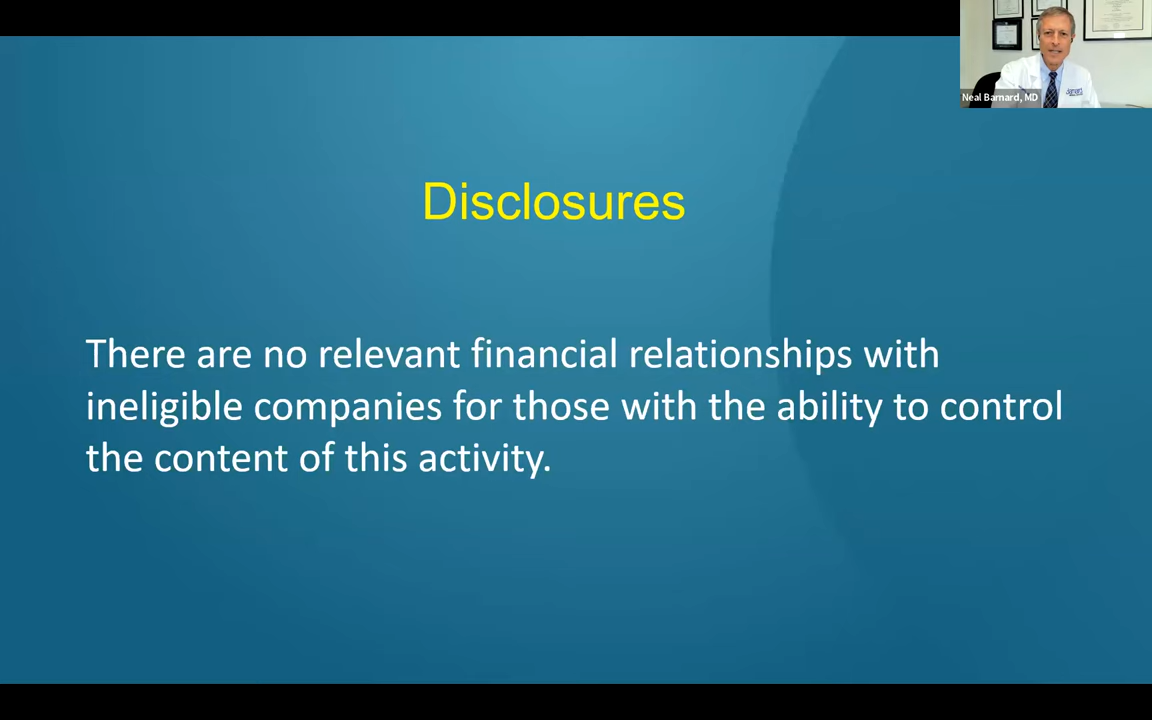 Neal Barnard, MD
Disclosures
There are no relevant financial relationships with
ineligible companies for those with the ability to control
the content of this activity.